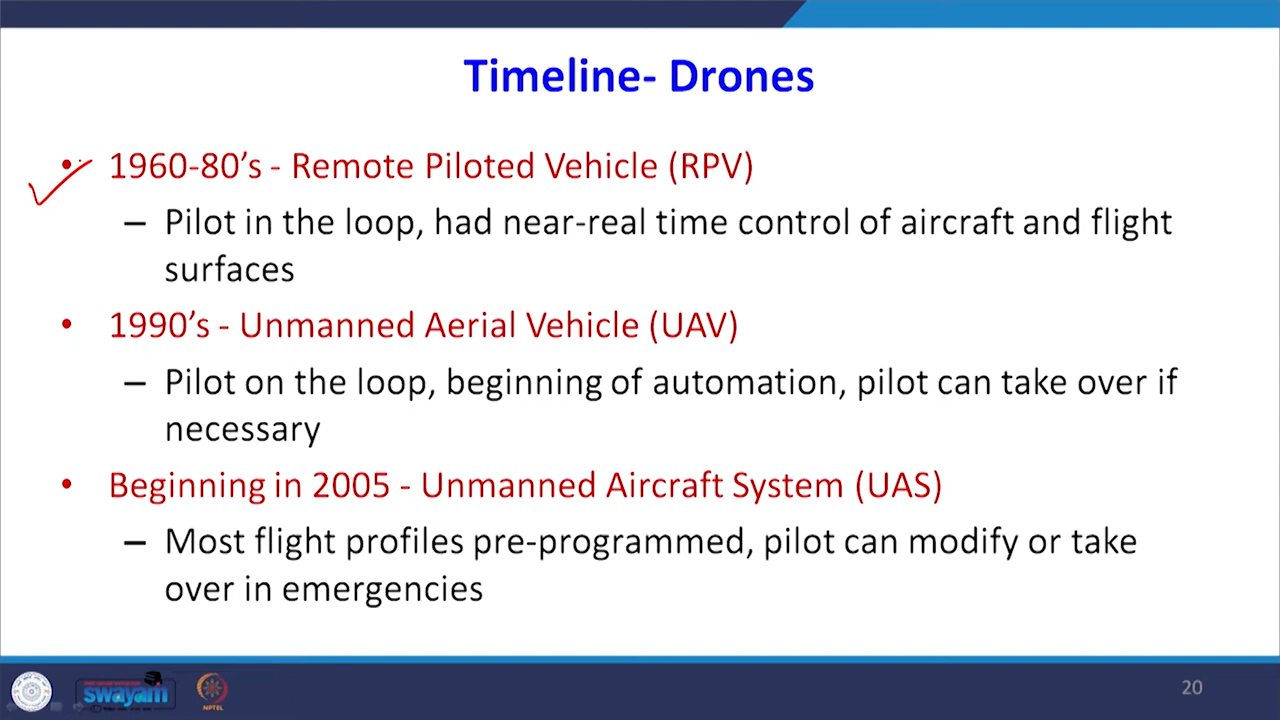 Timeline- Drones
• 1960-80’s - Remote Piloted Vehicle (RPV)
– Pilot in the loop, had near-real time control of aircraft and flight
surfaces
• 1990’s - Unmanned Aerial Vehicle (UAV)
– Pilot on the loop, beginning of automation, pilot can take over if
necessary
• Beginning in 2005 - Unmanned Aircraft System (UAS)
– Most flight profiles pre-programmed, pilot can modify or take
over in emergencies
swayam
NPTEL
20